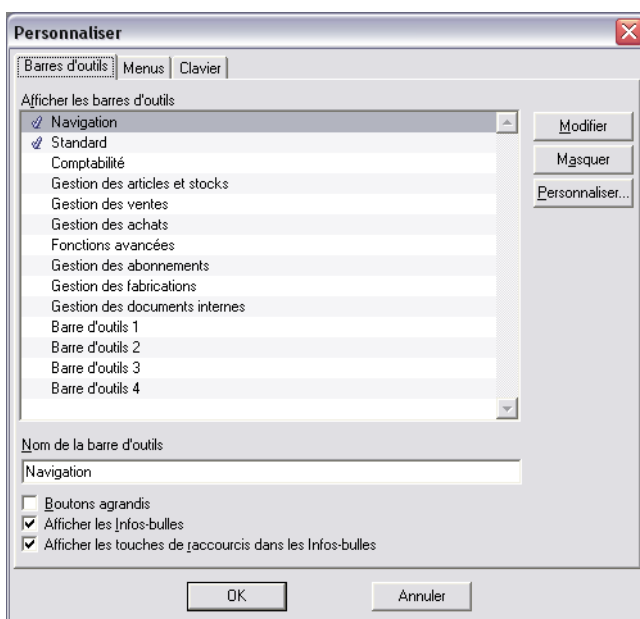 Personnaliser
Barres d'outils Menus Clavier
Afficher les barres d'outils
Navigation
Standard
Comptabilité
Gestion des articles et stocks
Gestion des ventes
Gestion des achats
Fonctions avancées
Gestion des abonnements
Gestion des fabrications
Gestion des documents internes
Barre d'outils 1
Barre d'outils 2
Barre d'outils 3
Barre d'outils 4
Modifier
Masquer
Personnaliser...
Nom de la barre d'outils
Navigation
Boutons agrandis
Afficher les Infos-bulles
Afficher les touches de raccourcis dans les Infos-bulles
OK Annuler